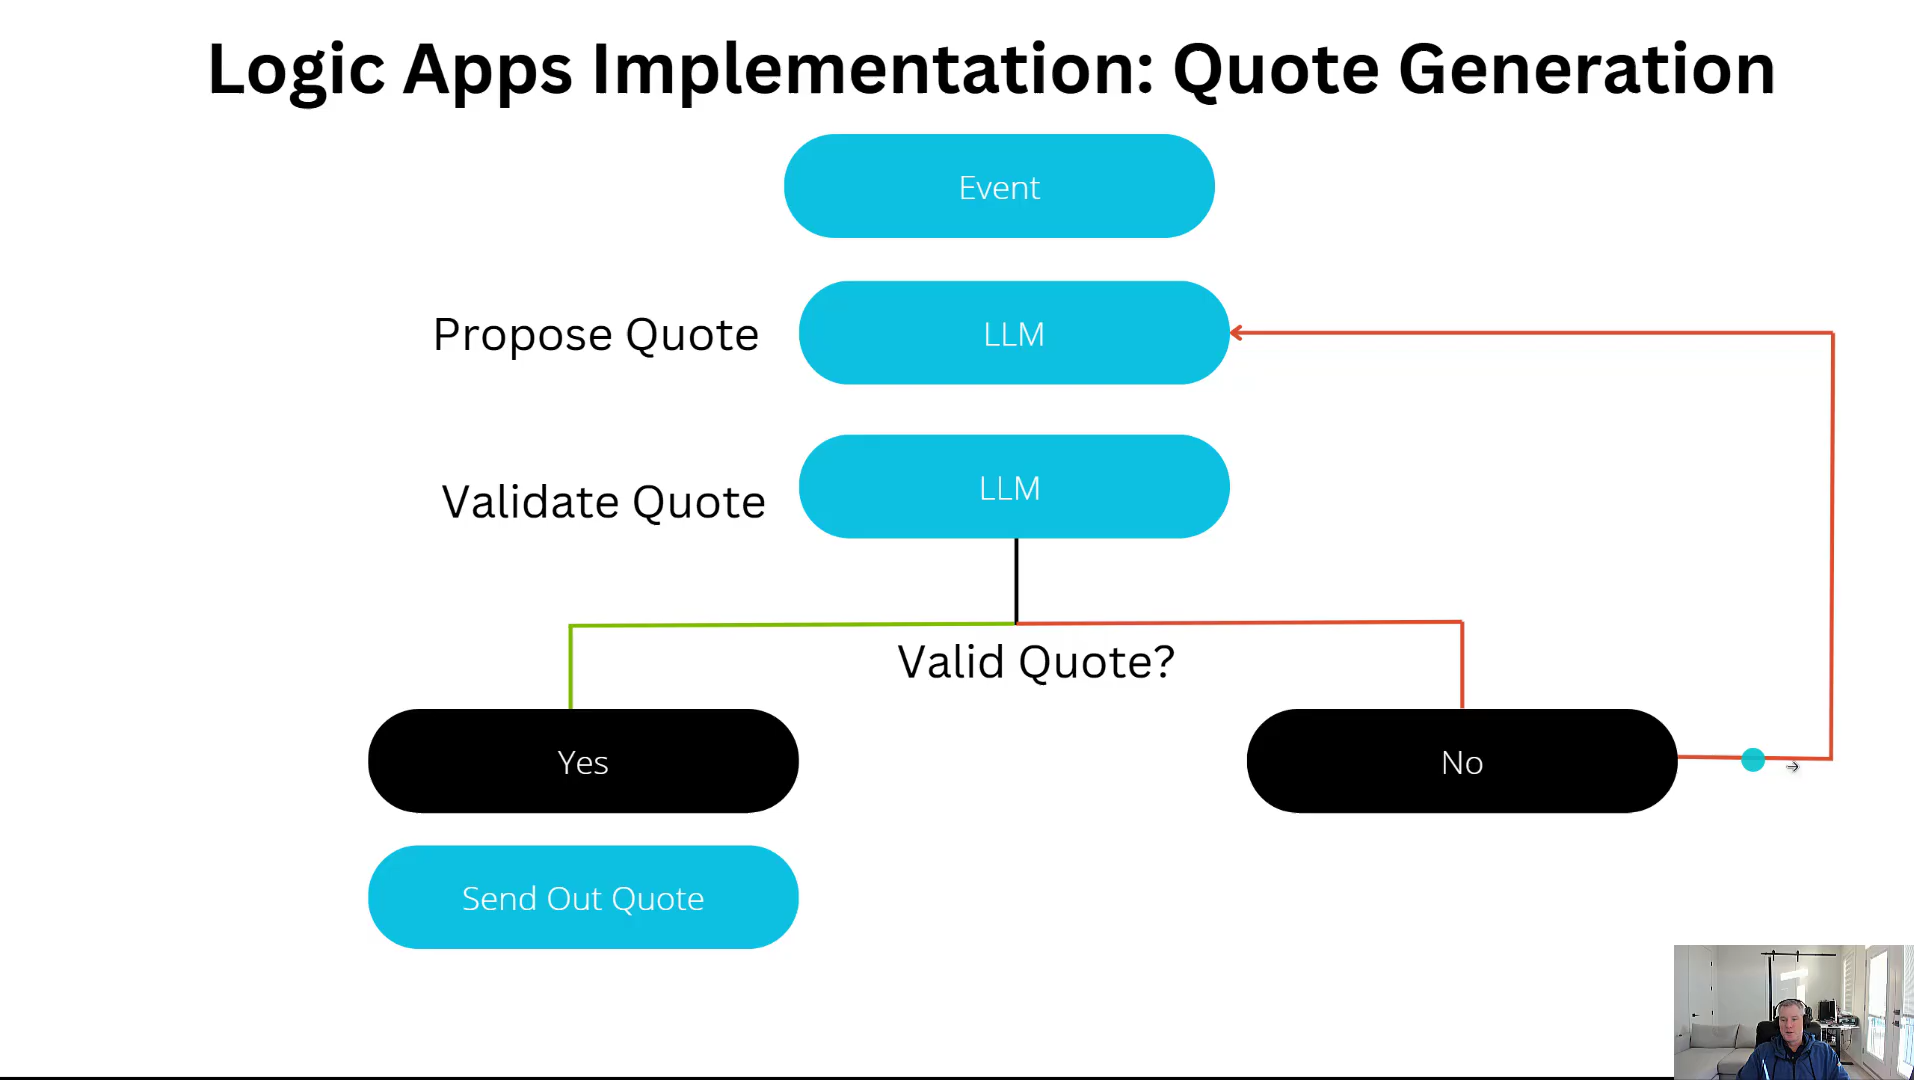 Logic Apps Implementation: Quote Generation
Event
Propose Quote
LLM
Validate Quote
LLM
Valid Quote?
Yes
No
Send Out Quote